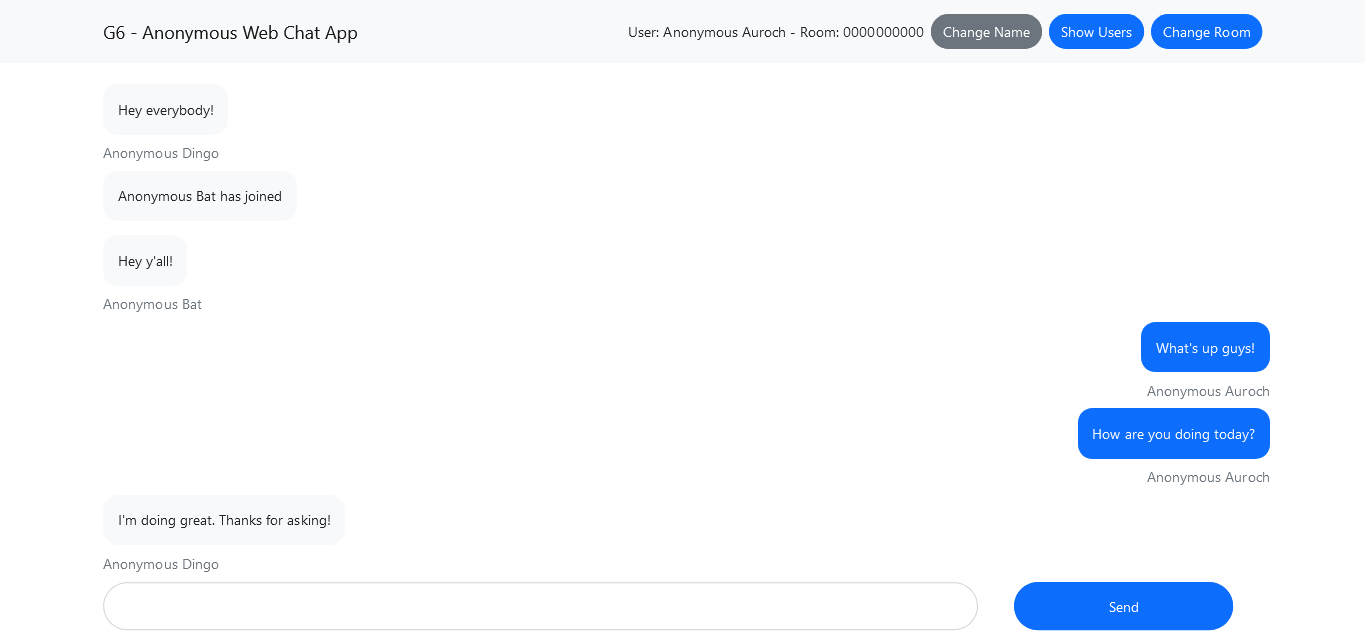 G6 - Anonymous Web Chat App
User: Anonymous Auroch - Room: 0000000000
Change Name
Show Users
Change Room
Hey everybody!
Anonymous Dingo
Anonymous Bat has joined
Hey y'all!
Anonymous Bat
What's up guys!
Anonymous Auroch
How are you doing today?
Anonymous Auroch
I'm doing great. Thanks for asking!
Anonymous Dingo
Send